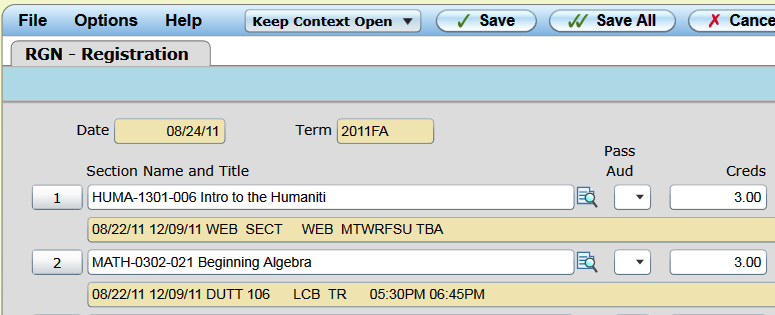 File Options Help Keep Context Open Save Save All Cance
RGN - Registration
Date 08/24/11 Term 2011FA
Pass
Section Name and Title Aud Creds
1 HUMA-1301-006 Intro to the Humaniti 3.00
08/22/11 12/09/11 WEB SECT WEB MTWRFSU TBA
2 MATH-0302-021 Beginning Algebra 3.00
08/22/11 12/09/11 DUTT 106 LCB TR 05:30PM 06:45PM